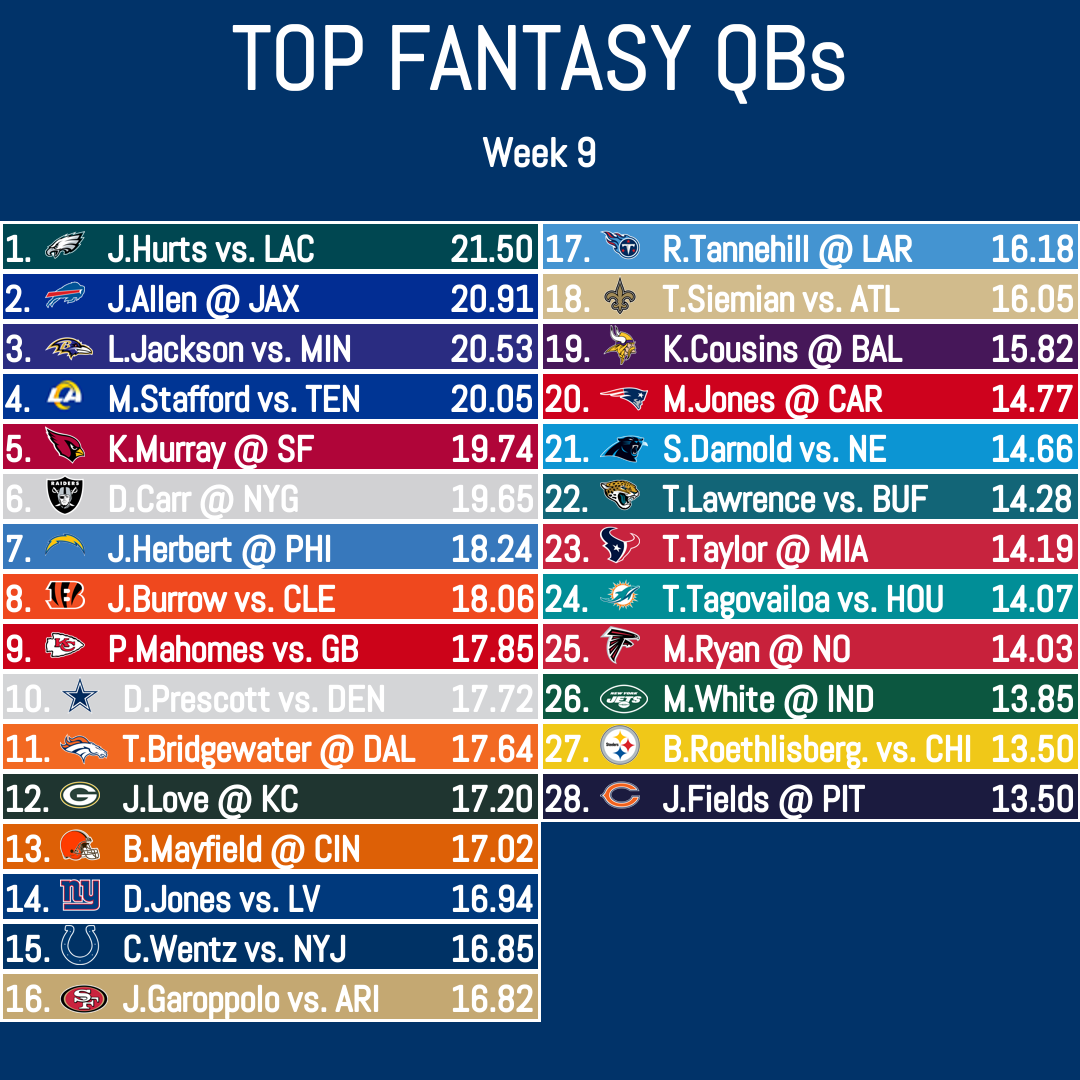 TOP FANTASY QBs
Week 9
1. J.Hurts vs. LAC 21.50
2. J.Allen @ JAX 20.91
3. L.Jackson vs. MIN 20.53
4. M.Stafford vs. TEN 20.05
5. K.Murray @ SF 19.74
6. RAIDERS D.Carr @ NYG 19.65
7. J.Herbert @ PHI 18.24
8. J.Burrow vs. CLE 18.06
9. KC P.Mahomes vs. GB 17.85
10. D.Prescott vs. DEN 17.72
11. T.Bridgewater @ DAL 17.64
12. G J.Love @ KC 17.20
13. B.Mayfield @ CIN 17.02
14. ny D.Jones vs. LV 16.94
15. C.Wentz vs. NYJ 16.85
16. SF J.Garoppolo vs. ARI 16.82
17. T R.Tannehill @ LAR 16.18
18. T.Siemian vs. ATL 16.05
19. K.Cousins @ BAL 15.82
20. M.Jones @ CAR 14.77
21. S.Darnold vs. NE 14.66
22. T.Lawrence vs. BUF 14.28
23. T.Taylor @ MIA 14.19
24. T.Tagovailoa vs. HOU 14.07
25. M.Ryan @ NO 14.03
26. NEW YORK JETS M.White @ IND 13.85
27. Steelers B.Roethlisberg. vs. CHI 13.50
28. C J.Fields @ PIT 13.50